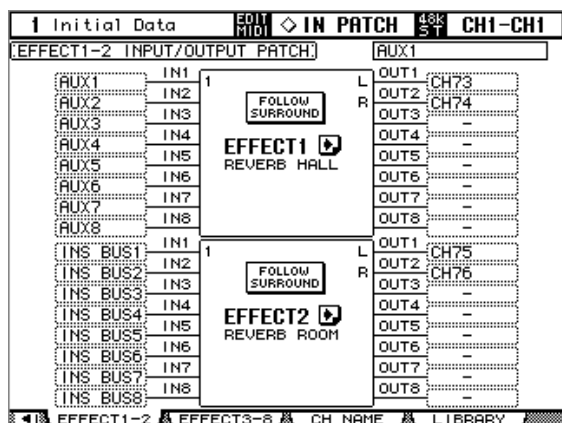 1 Initial Data EDIT MIDI ◇ IN PATCH 48k ST CH1-CH1
EFFECT1-2 INPUT/OUTPUT PATCH AUX1
AUX1 IN1 1 L OUT1 CH73
AUX2 IN2 FOLLOW SURROUND R OUT2 CH74
AUX3 IN3 OUT3 -
AUX4 IN4 EFFECT1 OUT4 -
AUX5 IN5 REVERB HALL OUT5 -
AUX6 IN6 OUT6 -
AUX7 IN7 OUT7 -
AUX8 IN8 OUT8 -
INS BUS1 IN1 1 L OUT1 CH75
INS BUS2 IN2 FOLLOW SURROUND R OUT2 CH76
INS BUS3 IN3 OUT3 -
INS BUS4 IN4 EFFECT2 OUT4 -
INS BUS5 IN5 REVERB ROOM OUT5 -
INS BUS6 IN6 OUT6 -
INS BUS7 IN7 OUT7 -
INS BUS8 IN8 OUT8 -
EFFECT1-2 EFFECT3-8 CH NAME LIBRARY